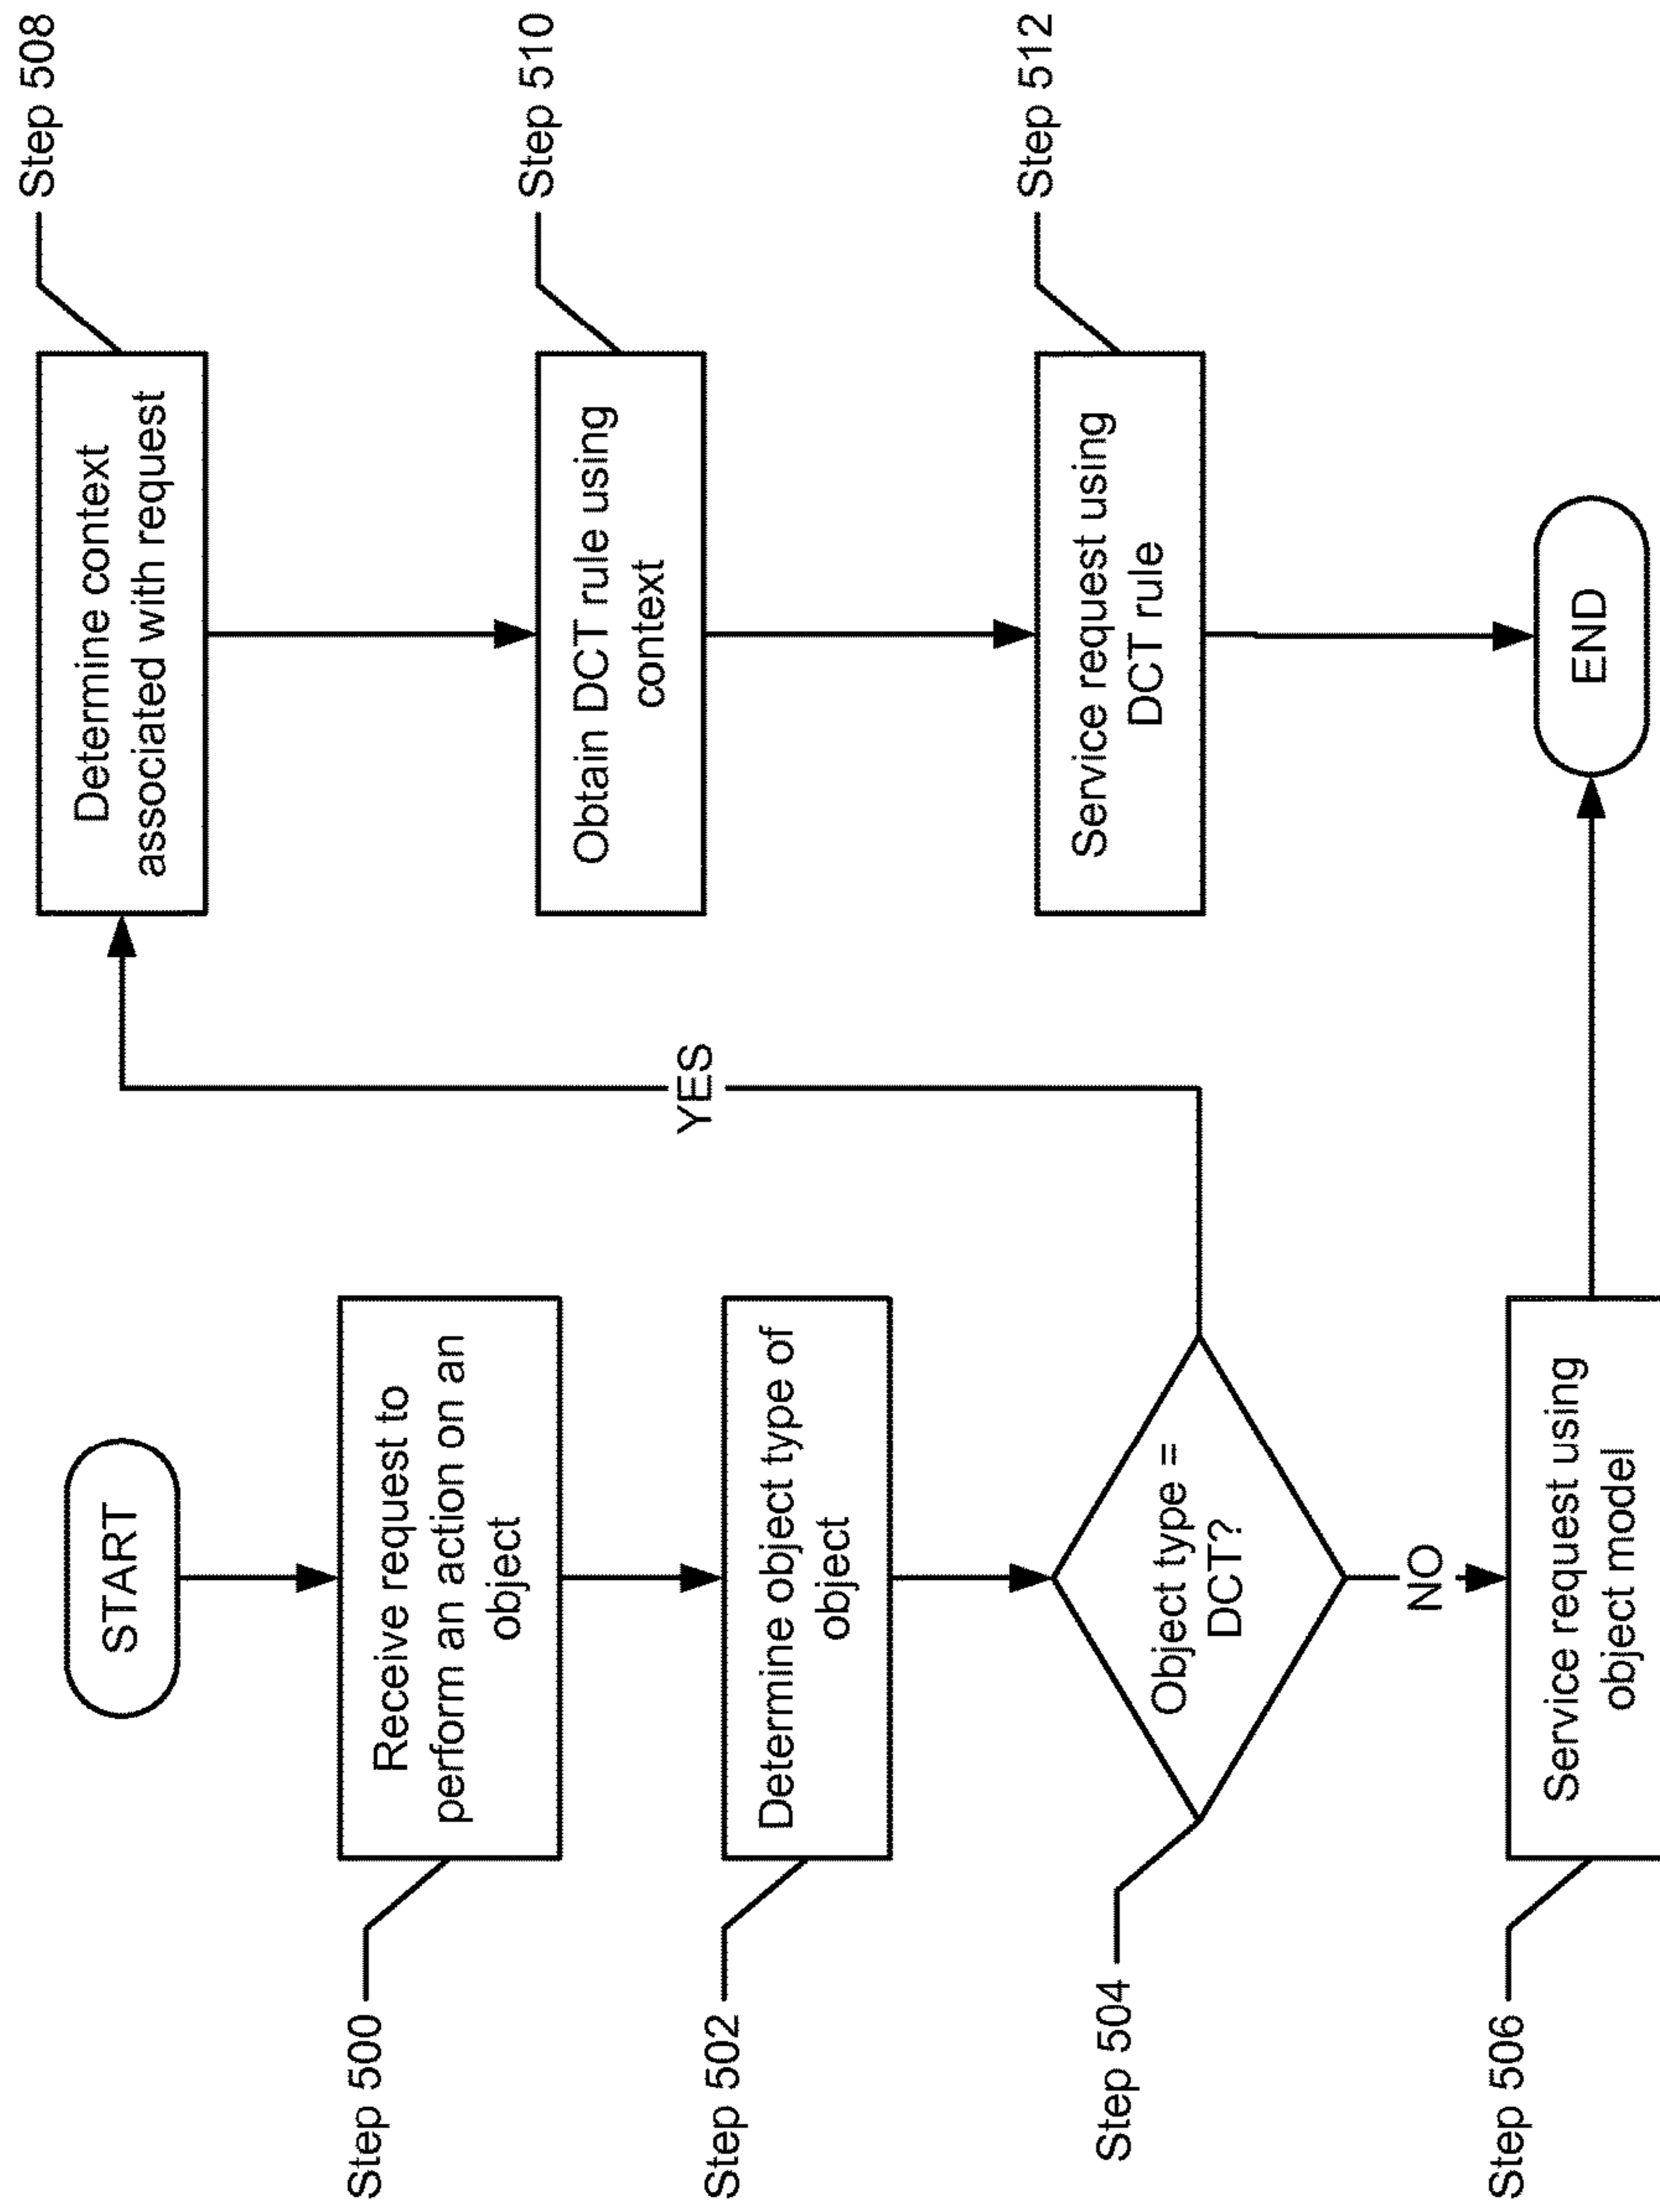 START
Step 500
Receive request to
perform an action on an
object
Step 502
Determine object type of
object
Step 504
Object type =
DCT?
YES
NO
Step 506
Service request using
object model
Step 508
Determine context
associated with request
Step 510
Obtain DCT rule using
context
Step 512
Service request using
DCT rule
END